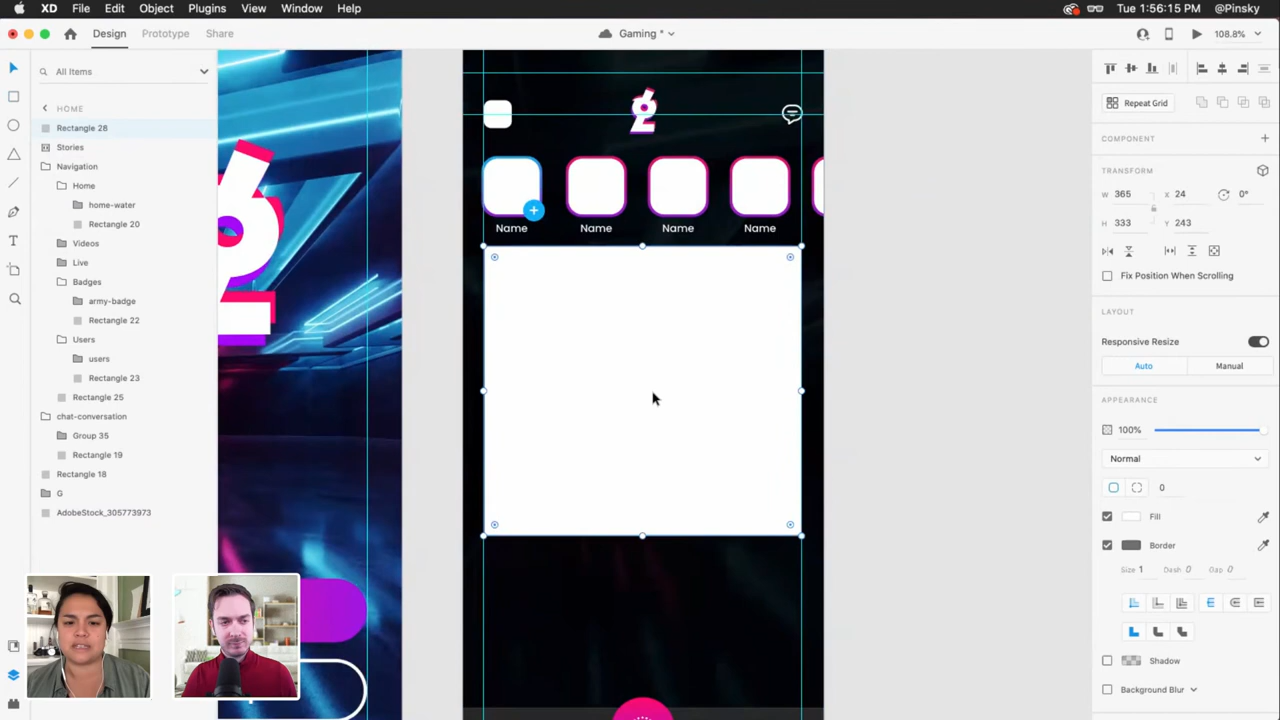 XD File Edit Object Plugins View Window Help Tue 1:56:15 PM @Pinsky
Design Prototype Share Gaming * 108.8%
All Items
HOME
Rectangle 26
Stories
Navigation
Home
home-water
Rectangle 20
Videos
Live
Badges
army-badge
Rectangle 22
Users
users
Rectangle 23
Rectangle 25
chat-conversation
Group 35
Rectangle 19
Rectangle 18
G
AdobeStock_305773973
Name Name Name Name
Repeat Grid
COMPONENT
TRANSFORM
W 365 X 24 0°
H 333 Y 243
Fix Position When Scrolling
LAYOUT
Responsive Resize
Auto Manual
APPEARANCE
100%
Normal
0
Fill
Border
Size 1 Dash 0 Gap 0
Shadow
Background Blur